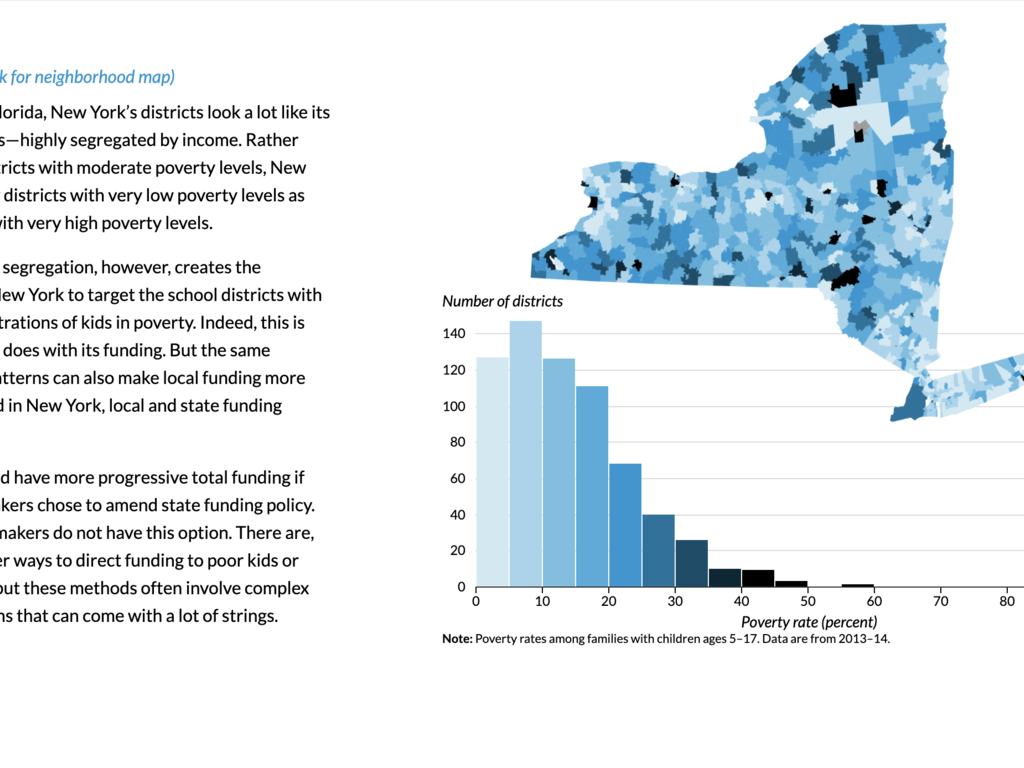 k for neighborhood map)
lorida, New York’s districts look a lot like its
s—highly segregated by income. Rather
tricts with moderate poverty levels, New
districts with very low poverty levels as
with very high poverty levels.
segregation, however, creates the
New York to target the school districts with
trations of kids in poverty. Indeed, this is
does with its funding. But the same
atterns can also make local funding more
d in New York, local and state funding
d have more progressive total funding if
kers chose to amend state funding policy.
makers do not have this option. There are,
er ways to direct funding to poor kids or
but these methods often involve complex
ns that can come with a lot of strings.
Number of districts
140
120
100
80
60
40
20
0
0 10 20 30 40 50 60 70 80
Poverty rate (percent)
Note: Poverty rates among families with children ages 5–17. Data are from 2013–14.